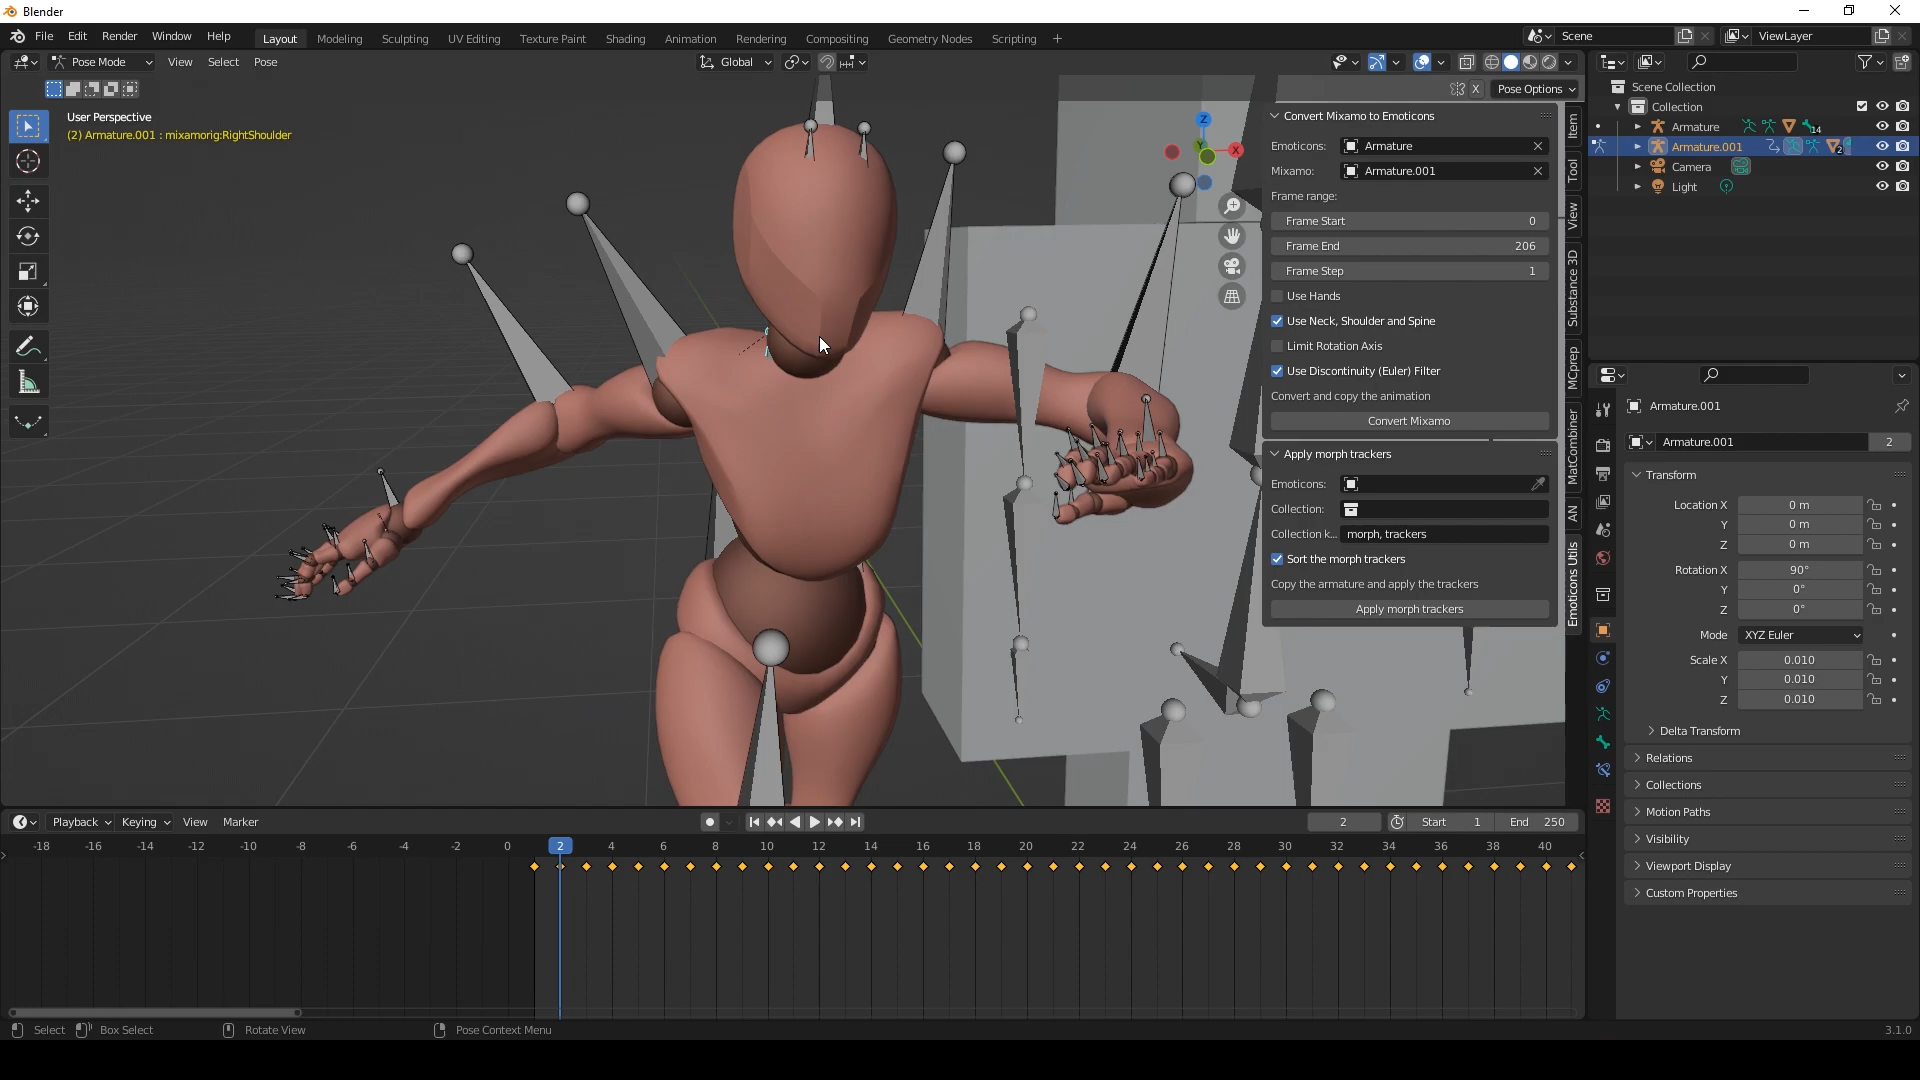 Blender
File Edit Render Window Help
Layout Modeling Sculpting UV Editing Texture Paint Shading Animation Rendering Compositing Geometry Nodes Scripting +
Scene
ViewLayer
Pose Mode View Select Pose
Global
X Pose Options
User Perspective
(2) Armature.001 : mixamorig:RightShoulder
Z
Y
X
Convert Mixamo to Emoticons
Emoticons: Armature
Mixamo: Armature.001
Frame range:
Frame Start 0
Frame End 206
Frame Step 1
Use Hands
Use Neck, Shoulder and Spine
Limit Rotation Axis
Use Discontinuity (Euler) Filter
Convert and copy the animation
Convert Mixamo
Apply morph trackers
Emoticons:
Collection:
Collection k... morph, trackers
Sort the morph trackers
Copy the armature and apply the trackers
Apply morph trackers
Item
Tool
View
Substance 3D
MCprep
MatCombiner
AN
Emoticons Utils
Scene Collection
Collection
Armature 14
Armature.001 2
Camera
Light
Armature.001
Armature.001 2
Transform
Location X 0 m
Y 0 m
Z 0 m
Rotation X 90°
Y 0°
Z 0°
Mode XYZ Euler
Scale X 0.010
Y 0.010
Z 0.010
Delta Transform
Relations
Collections
Motion Paths
Visibility
Viewport Display
Custom Properties
Playback Keying View Marker
2 Start 1 End 250
-18 -16 -14 -12 -10 -8 -6 -4 -2 0 2 4 6 8 10 12 14 16 18 20 22 24 26 28 30 32 34 36 38 40
Select Box Select Rotate View Pose Context Menu
3.1.0